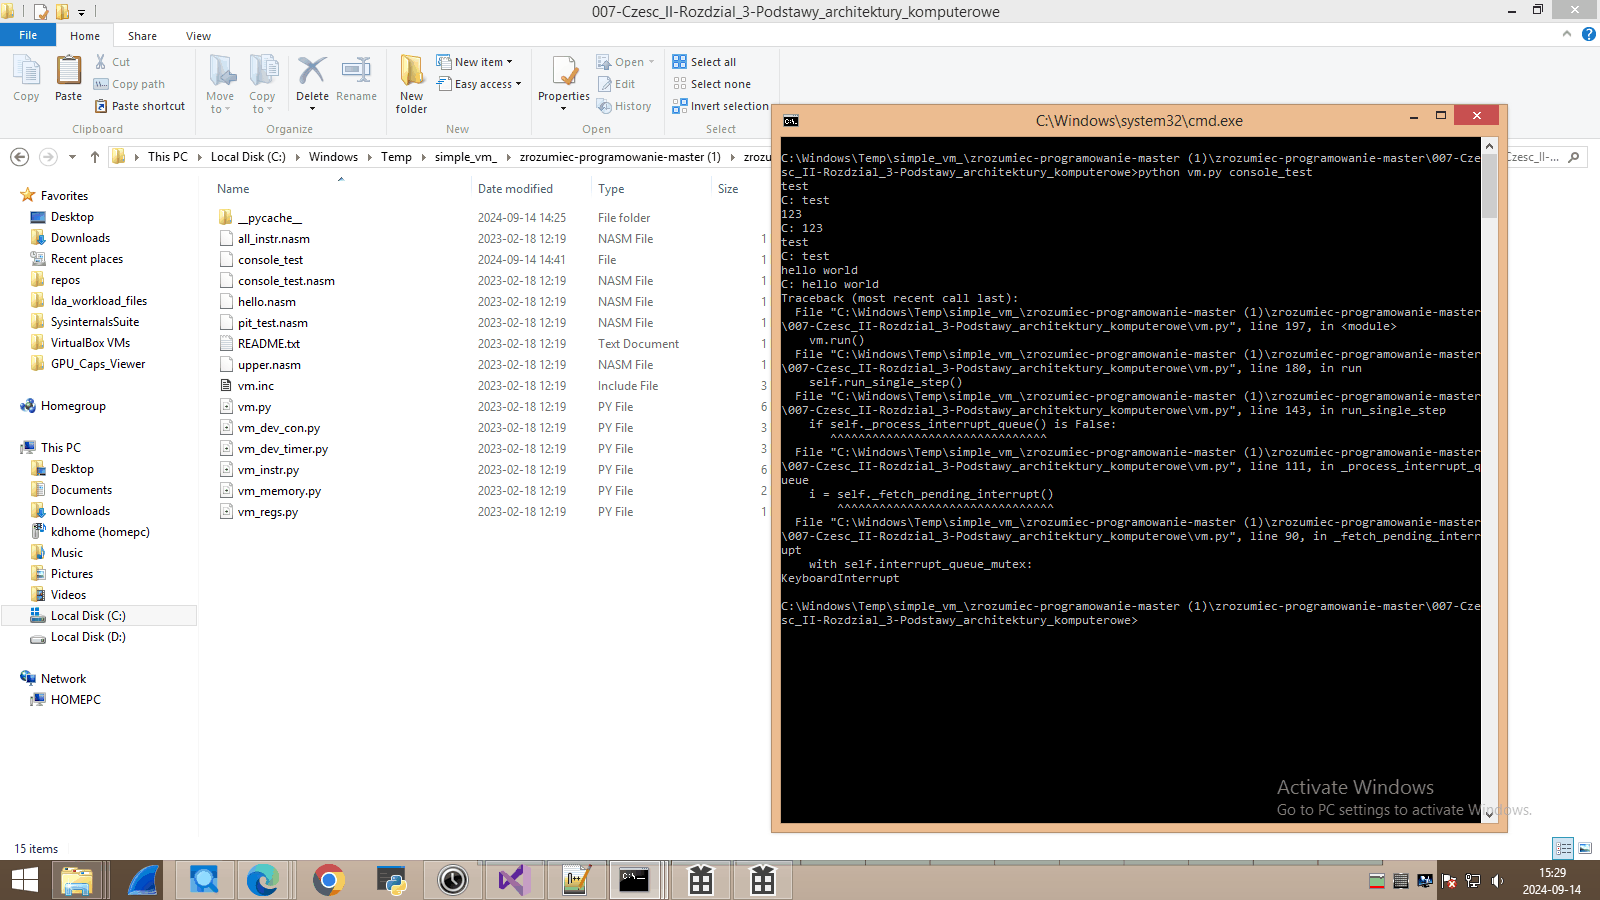 007-Czesc_II-Rozdzial_3-Podstawy_architektury_komputerowe
File Home Share View
Copy Paste Cut
Copy path
Paste shortcut
Clipboard
Move to Copy to Delete Rename
Organize
New folder New item
Easy access
New
Properties Open
Edit
History
Open
Select all
Select none
Invert selection
Select
This PC Local Disk (C:) Windows Temp simple_vm_ zrozumiec-programowanie-master (1) zrozu
Czesc_II-...
Favorites
Desktop
Downloads
Recent places
repos
lda_workload_files
SysinternalsSuite
VirtualBox VMs
GPU_Caps_Viewer
Homegroup
This PC
Desktop
Documents
Downloads
kdhome (homepc)
Music
Pictures
Videos
Local Disk (C:)
Local Disk (D:)
Network
HOMEPC
Name Date modified Type Size
__pycache__ 2024-09-14 14:25 File folder
all_instr.nasm 2023-02-18 12:19 NASM File 1
console_test 2024-09-14 14:41 File 1
console_test.nasm 2023-02-18 12:19 NASM File 1
hello.nasm 2023-02-18 12:19 NASM File 1
pit_test.nasm 2023-02-18 12:19 NASM File 1
README.txt 2023-02-18 12:19 Text Document 1
upper.nasm 2023-02-18 12:19 NASM File 1
vm.inc 2023-02-18 12:19 Include File 3
vm.py 2023-02-18 12:19 PY File 6
vm_dev_con.py 2023-02-18 12:19 PY File 3
vm_dev_timer.py 2023-02-18 12:19 PY File 3
vm_instr.py 2023-02-18 12:19 PY File 6
vm_memory.py 2023-02-18 12:19 PY File 2
vm_regs.py 2023-02-18 12:19 PY File 1
C:\Windows\system32\cmd.exe
C:\Windows\Temp\simple_vm_\zrozumiec-programowanie-master (1)\zrozumiec-programowanie-master\007-Cze
sc_II-Rozdzial_3-Podstawy_architektury_komputerowe>python vm.py console_test
test
C: test
123
C: 123
test
C: test
hello world
C: hello world
Traceback (most recent call last):
File "C:\Windows\Temp\simple_vm_\zrozumiec-programowanie-master (1)\zrozumiec-programowanie-master
\007-Czesc_II-Rozdzial_3-Podstawy_architektury_komputerowe\vm.py", line 197, in <module>
vm.run()
File "C:\Windows\Temp\simple_vm_\zrozumiec-programowanie-master (1)\zrozumiec-programowanie-master
\007-Czesc_II-Rozdzial_3-Podstawy_architektury_komputerowe\vm.py", line 180, in run
self.run_single_step()
File "C:\Windows\Temp\simple_vm_\zrozumiec-programowanie-master (1)\zrozumiec-programowanie-master
\007-Czesc_II-Rozdzial_3-Podstawy_architektury_komputerowe\vm.py", line 143, in run_single_step
if self._process_interrupt_queue() is False:
^^^^^^^^^^^^^^^^^^^^^^^^^^^^^^^
File "C:\Windows\Temp\simple_vm_\zrozumiec-programowanie-master (1)\zrozumiec-programowanie-master
\007-Czesc_II-Rozdzial_3-Podstawy_architektury_komputerowe\vm.py", line 111, in _process_interrupt_q
ueue
i = self._fetch_pending_interrupt()
^^^^^^^^^^^^^^^^^^^^^^^^^^^^^^^
File "C:\Windows\Temp\simple_vm_\zrozumiec-programowanie-master (1)\zrozumiec-programowanie-master
\007-Czesc_II-Rozdzial_3-Podstawy_architektury_komputerowe\vm.py", line 90, in _fetch_pending_interr
upt
with self.interrupt_queue_mutex:
KeyboardInterrupt
C:\Windows\Temp\simple_vm_\zrozumiec-programowanie-master (1)\zrozumiec-programowanie-master\007-Cze
sc_II-Rozdzial_3-Podstawy_architektury_komputerowe>
Activate Windows
Go to PC settings to activate Windows.
15 items
15:29
2024-09-14